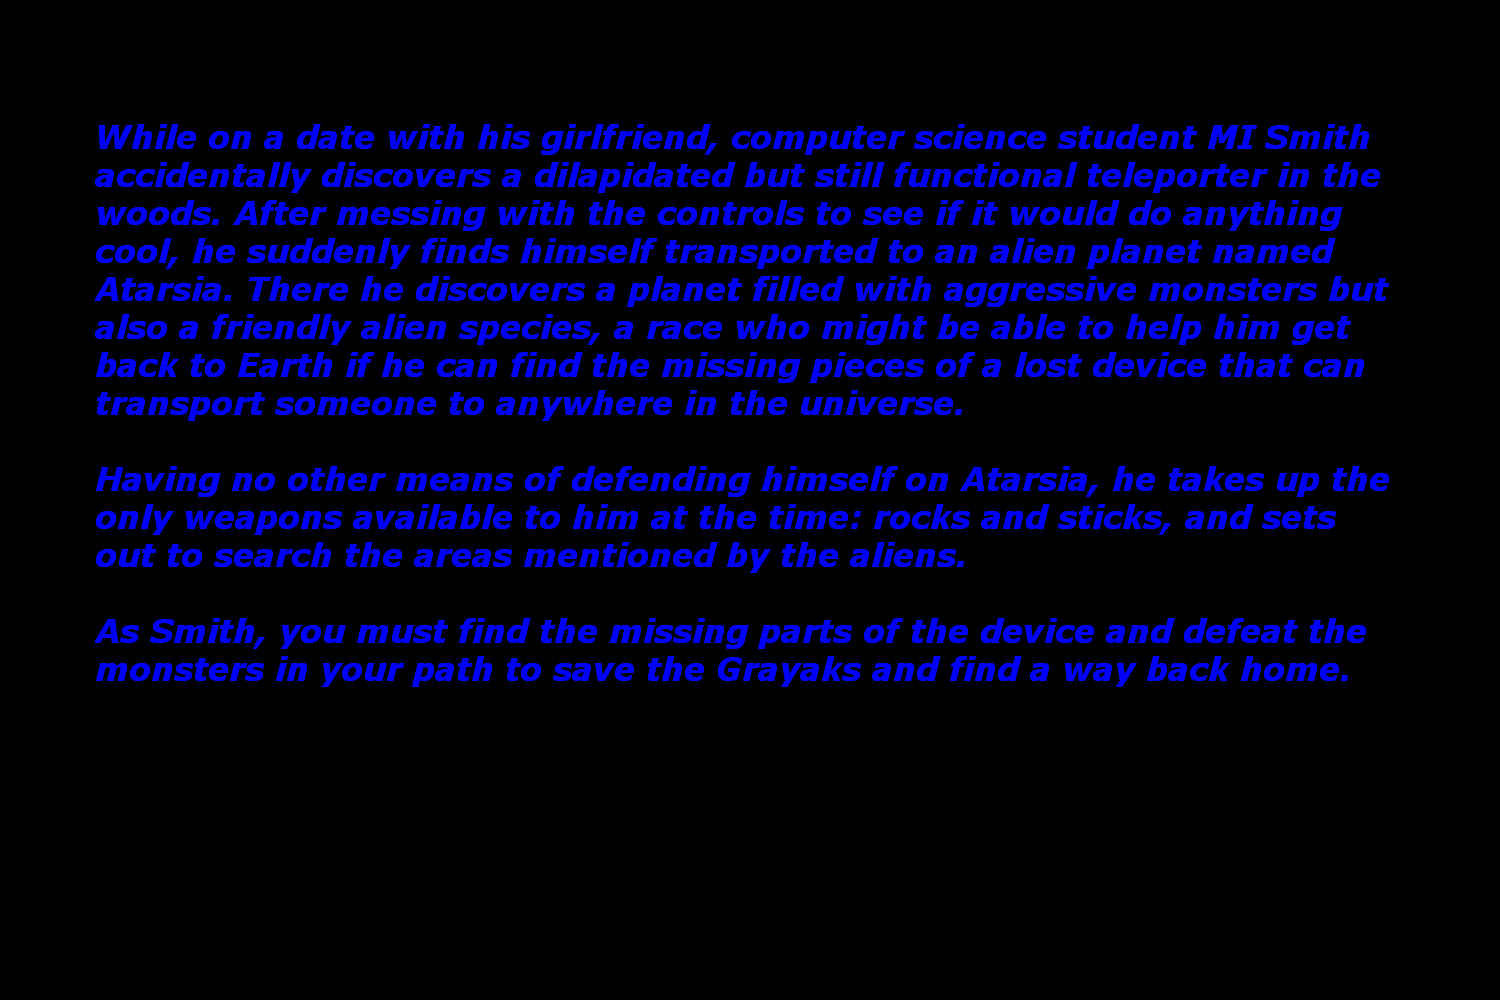 While on a date with his girlfriend, computer science student MI Smith
accidentally discovers a dilapidated but still functional teleporter in the
woods. After messing with the controls to see if it would do anything
cool, he suddenly finds himself transported to an alien planet named
Atarsia. There he discovers a planet filled with aggressive monsters but
also a friendly alien species, a race who might be able to help him get
back to Earth if he can find the missing pieces of a lost device that can
transport someone to anywhere in the universe.

Having no other means of defending himself on Atarsia, he takes up the
only weapons available to him at the time: rocks and sticks, and sets
out to search the areas mentioned by the aliens.

As Smith, you must find the missing parts of the device and defeat the
monsters in your path to save the Grayaks and find a way back home.